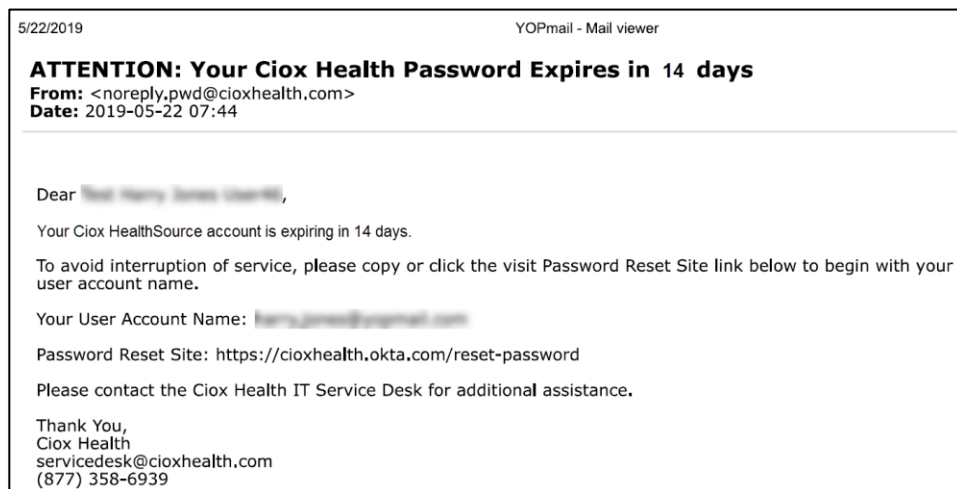 5/22/2019 YOPmail - Mail viewer
ATTENTION: Your Ciox Health Password Expires in 14 days
From: <noreply.pwd@cioxhealth.com>
Date: 2019-05-22 07:44
Dear ,
Your Ciox HealthSource account is expiring in 14 days.
To avoid interruption of service, please copy or click the visit Password Reset Site link below to begin with your
user account name.
Your User Account Name:
Password Reset Site: https://cioxhealth.okta.com/reset-password
Please contact the Ciox Health IT Service Desk for additional assistance.
Thank You,
Ciox Health
servicedesk@cioxhealth.com
(877) 358-6939